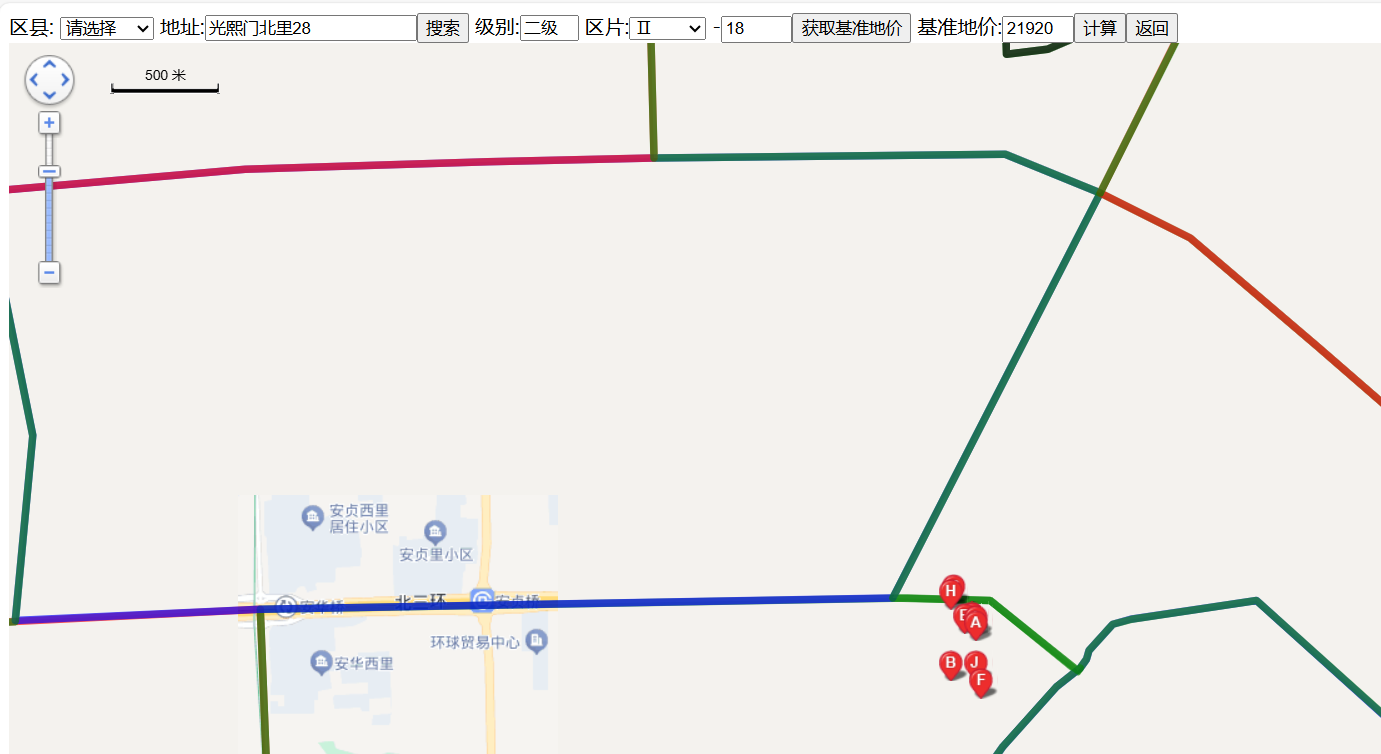 区县: 请选择 地址: 光熙门北里28 搜索 级别: 二级 区片: Ⅱ - 18 获取基准地价 基准地价: 21920 计算 返回
500 米
安贞西里
居住小区
安贞里小区
安华桥 北三环 安贞桥
环球贸易中心
安华西里
H
E
A
B J
F